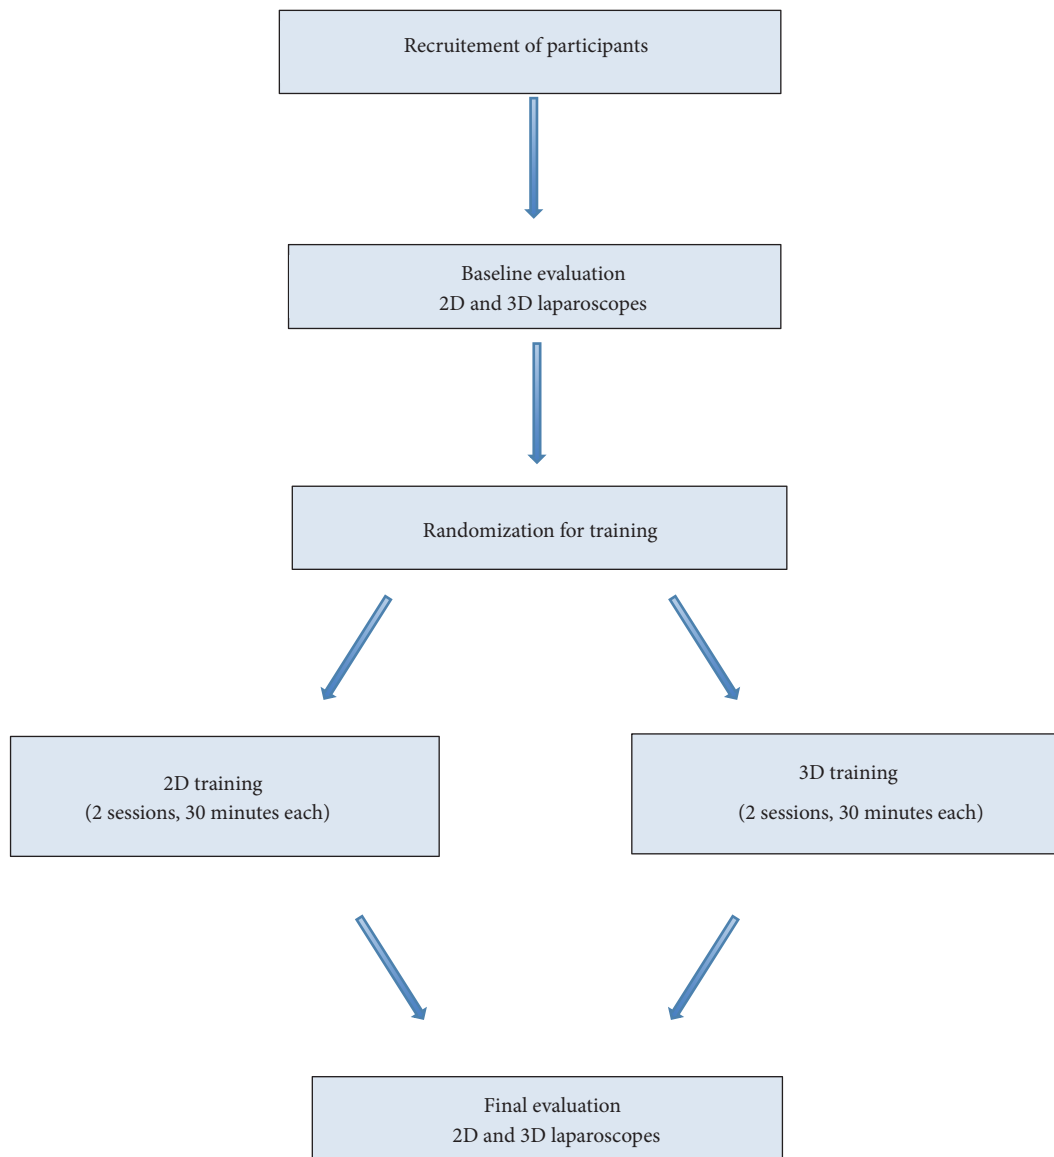 Recruitement of participants
Baseline evaluation
2D and 3D laparoscopes
Randomization for training
2D training
(2 sessions, 30 minutes each)
3D training
(2 sessions, 30 minutes each)
Final evaluation
2D and 3D laparoscopes